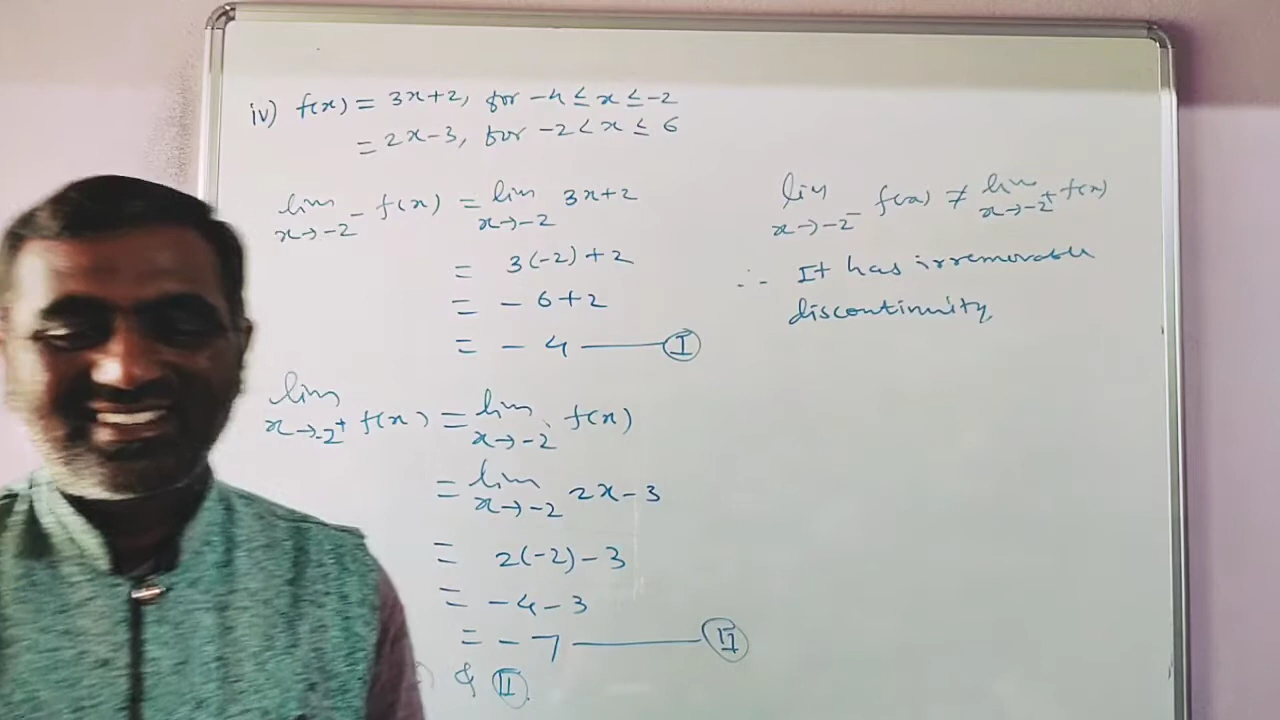 iv) f(x) = 3x+2, for -4 ≤ x ≤ -2
= 2x-3, for -2 < x ≤ 6
lim x→-2⁻ f(x) = lim x→-2 3x+2
= 3(-2)+2
= -6+2
= -4 —— Ⅰ
lim x→-2⁺ f(x) = lim x→-2 f(x)
= lim x→-2 2x-3
= 2(-2)-3
= -4-3
= -7 —— Ⅱ
& Ⅱ
lim x→-2⁻ f(x) ≠ lim x→-2⁺ f(x)
∴ It has irremovable
discontinuity